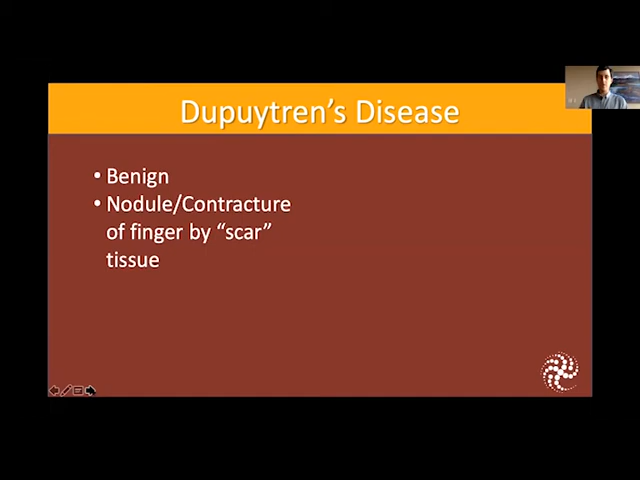 Dupuytren's Disease
• Benign
• Nodule/Contracture
of finger by “scar”
tissue